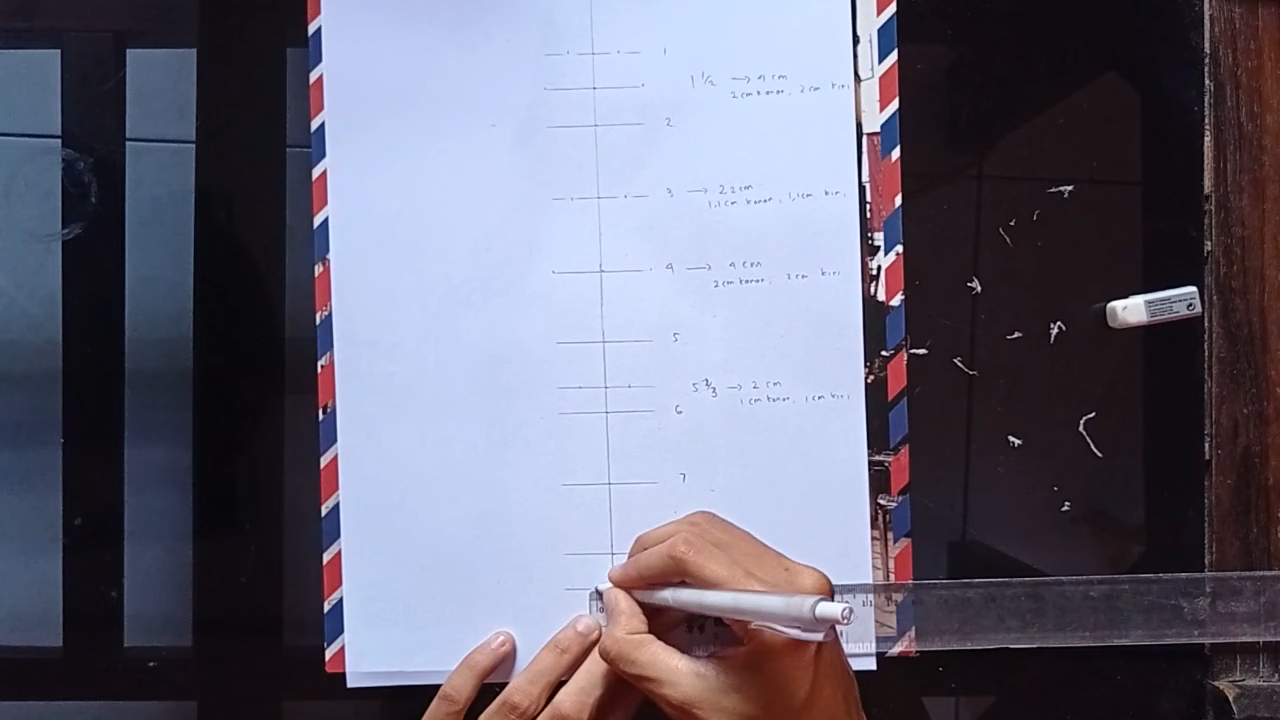 1
1 1/2 → 4 cm
2 cm kanan, 2 cm kiri
2
3 → 2,2 cm
1,1 cm kanan, 1,1 cm kiri
4 → 4 cm
2 cm kanan, 2 cm kiri
5
5 2/3 → 2 cm
1 cm kanan, 1 cm kiri
6
7
0